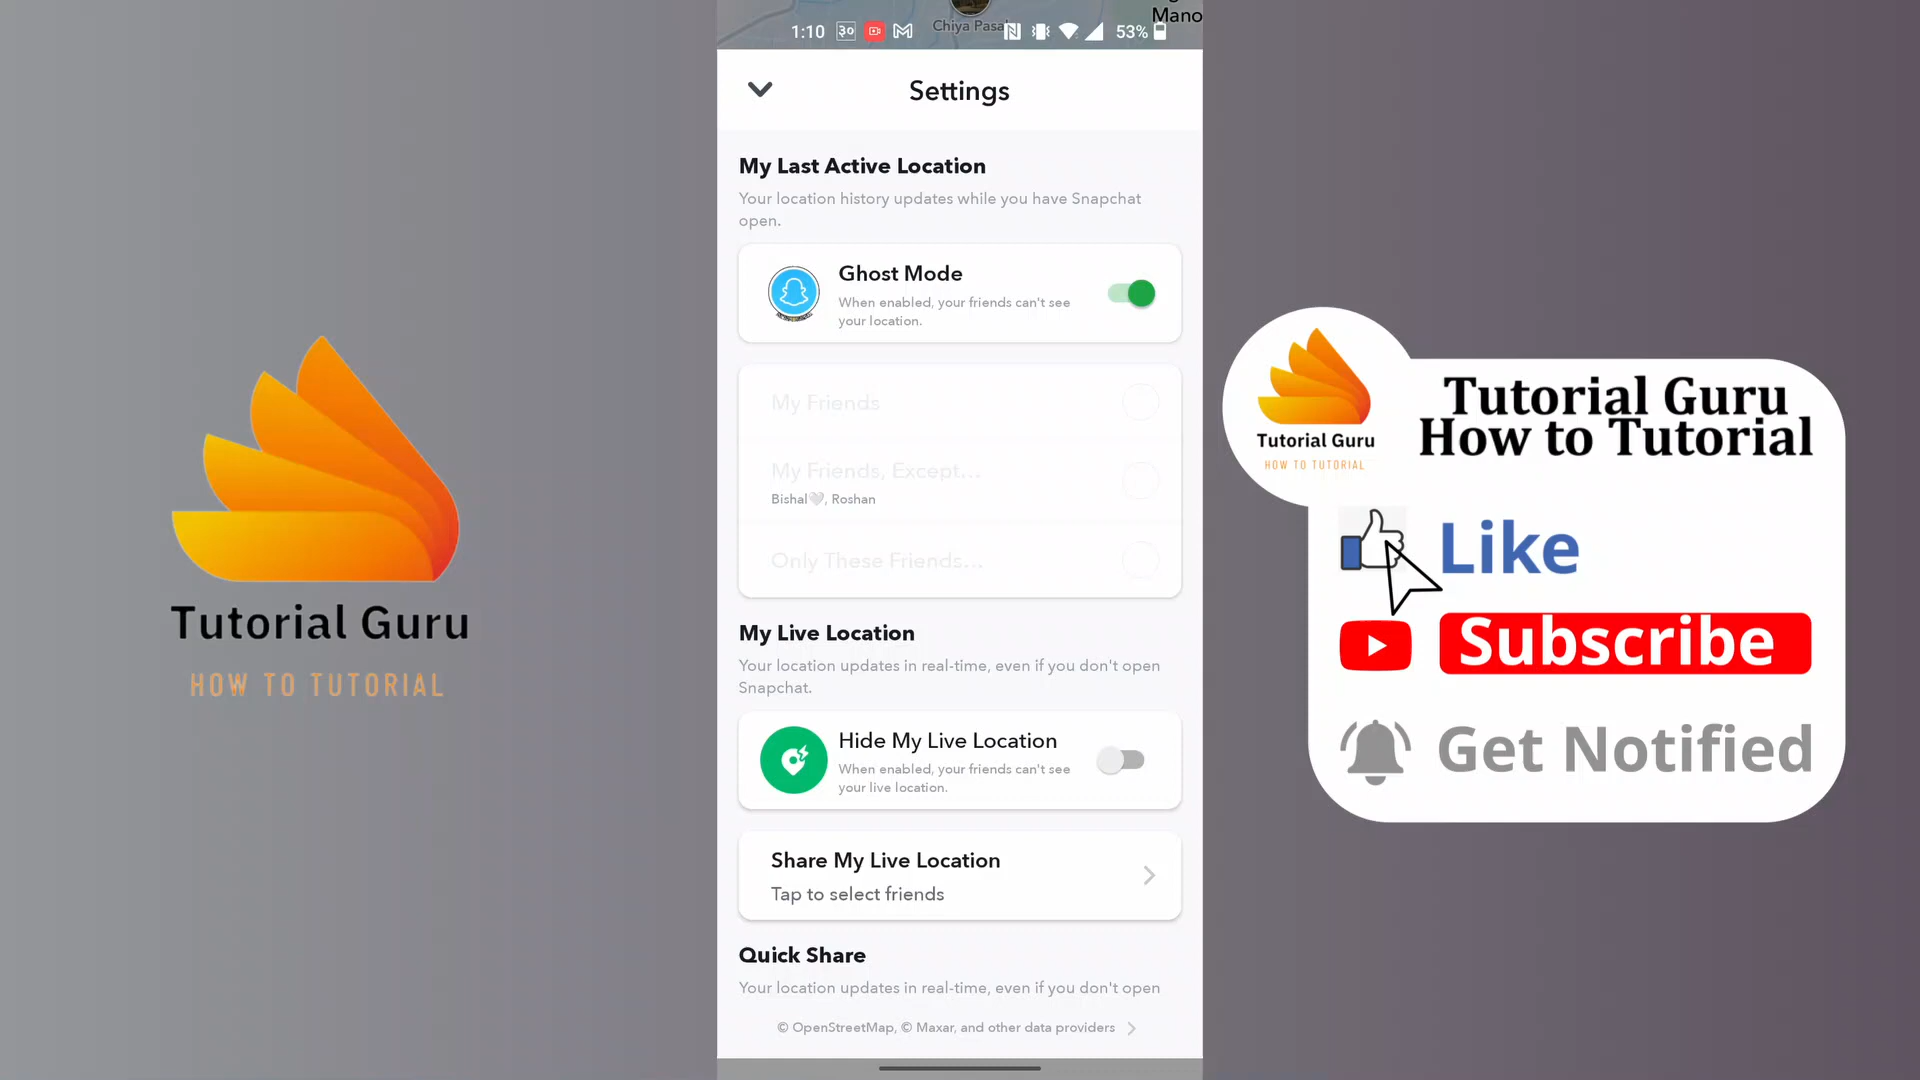 1:10
३०
53%
Chiya Pasal
Mano
Settings
My Last Active Location
Your location history updates while you have Snapchat
open.
Ghost Mode
When enabled, your friends can't see
your location.
My Friends
My Friends, Except...
Bishal🤍, Roshan
Only These Friends...
My Live Location
Your location updates in real-time, even if you don't open
Snapchat.
Hide My Live Location
When enabled, your friends can't see
your live location.
Share My Live Location
Tap to select friends
Quick Share
Your location updates in real-time, even if you don't open
© OpenStreetMap, © Maxar, and other data providers
Tutorial Guru
HOW TO TUTORIAL
Tutorial Guru
HOW TO TUTORIAL
Tutorial Guru
How to Tutorial
Like
Subscribe
Get Notified